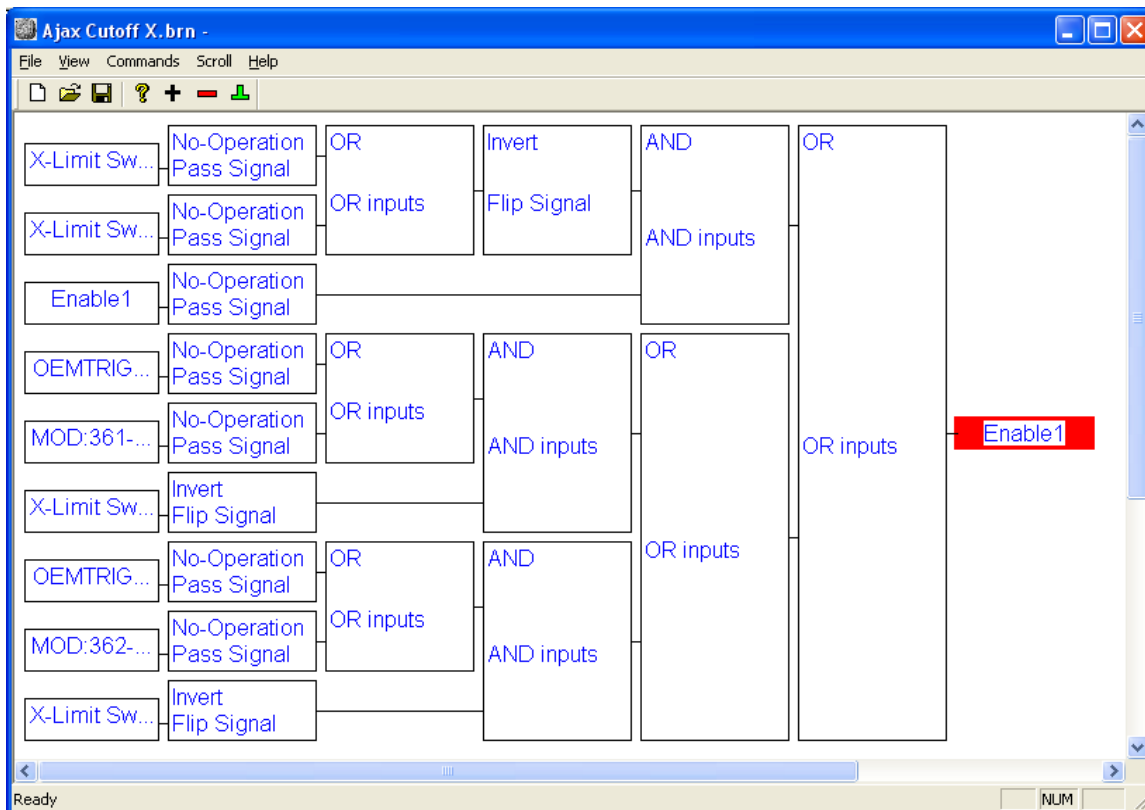 Ajax Cutoff X.brn -
File View Commands Scroll Help
X-Limit Sw...
No-Operation
Pass Signal
OR
OR inputs
Invert
Flip Signal
AND
AND inputs
OR
OR inputs
X-Limit Sw...
No-Operation
Pass Signal
Enable1
No-Operation
Pass Signal
OEMTRIG...
No-Operation
Pass Signal
OR
OR inputs
AND
AND inputs
OR
OR inputs
Enable1
MOD:361-...
No-Operation
Pass Signal
X-Limit Sw...
Invert
Flip Signal
OEMTRIG...
No-Operation
Pass Signal
OR
OR inputs
AND
AND inputs
MOD:362-...
No-Operation
Pass Signal
X-Limit Sw...
Invert
Flip Signal
Ready
NUM